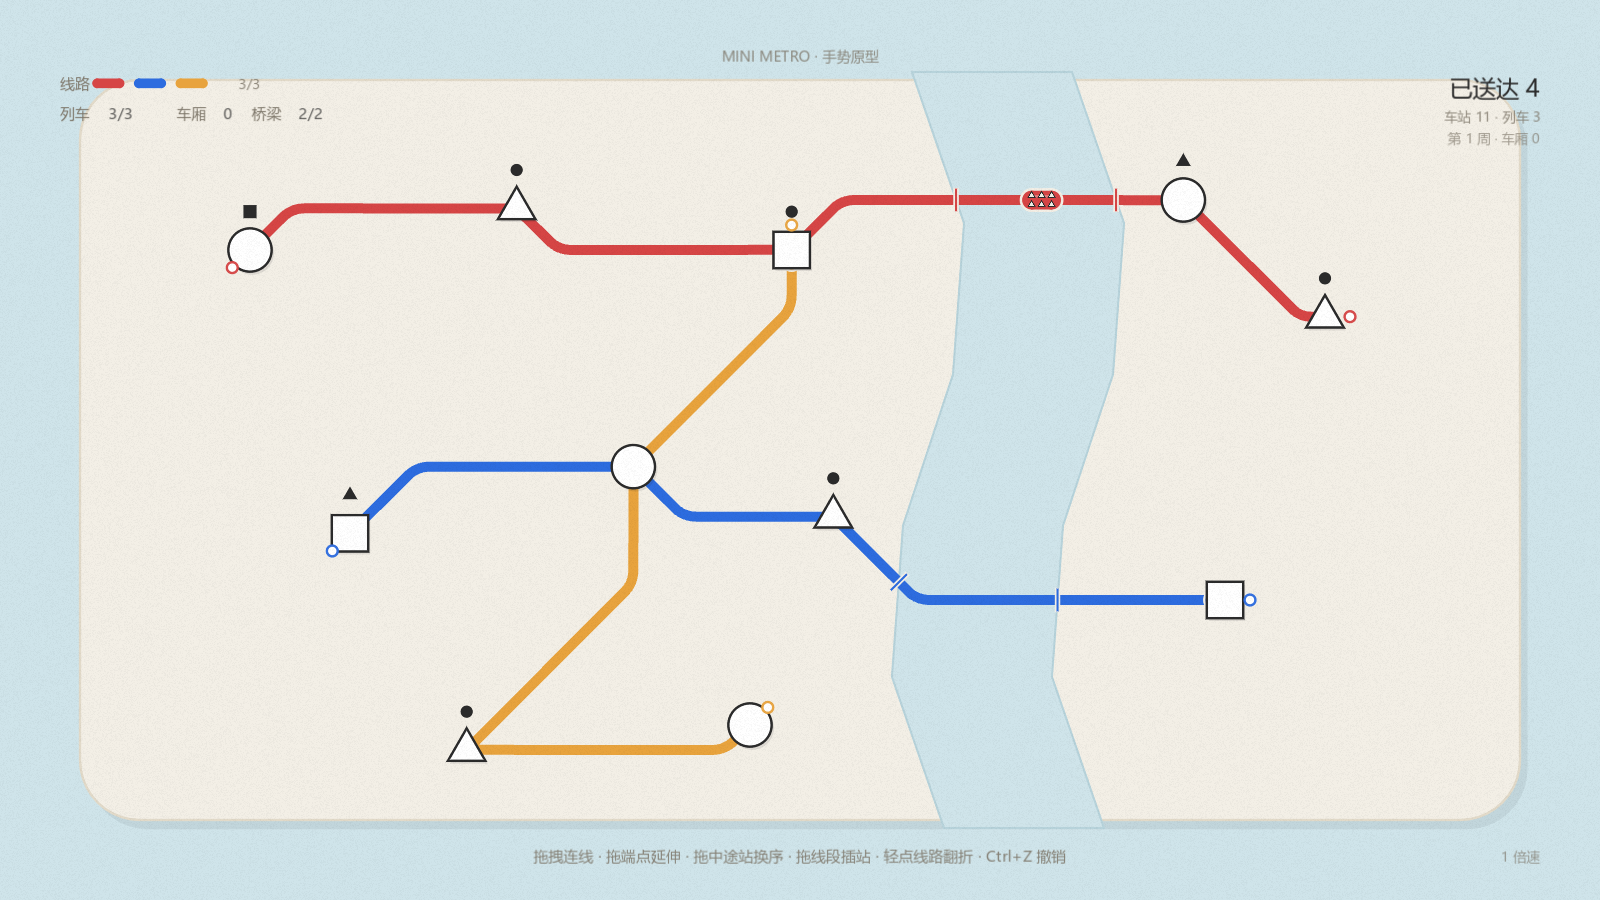 MINI METRO · 手势原型
线路 3/3
列车 3/3 车厢 0 桥梁 2/2
已送达 4
车站 11 · 列车 3
第 1 周 · 车厢 0
拖拽连线 · 拖端点延伸 · 拖中途站换序 · 拖线段插站 · 轻点线路翻折 · Ctrl+Z 撤销
1 倍速